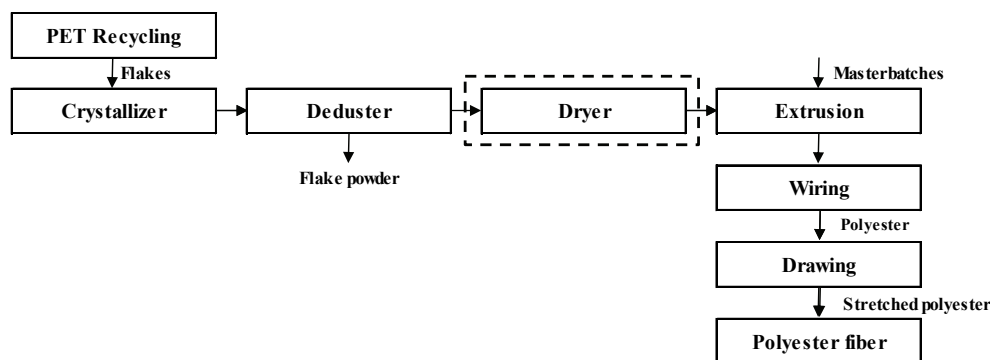 PET Recycling
Flakes
Masterbatches
Crystallizer
Deduster
Dryer
Extrusion
Flake powder
Wiring
Polyester
Drawing
Stretched polyester
Polyester fiber